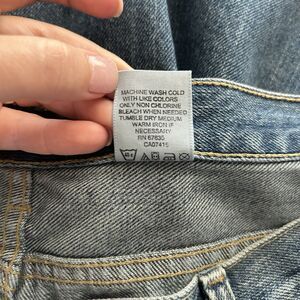 MACHINE WASH COLD
WITH LIKE COLORS
ONLY NON CHLORINE
BLEACH WHEN NEEDED
TUMBLE DRY MEDIUM
WARM IRON IF
NECESSARY
RN 67630
CA07415